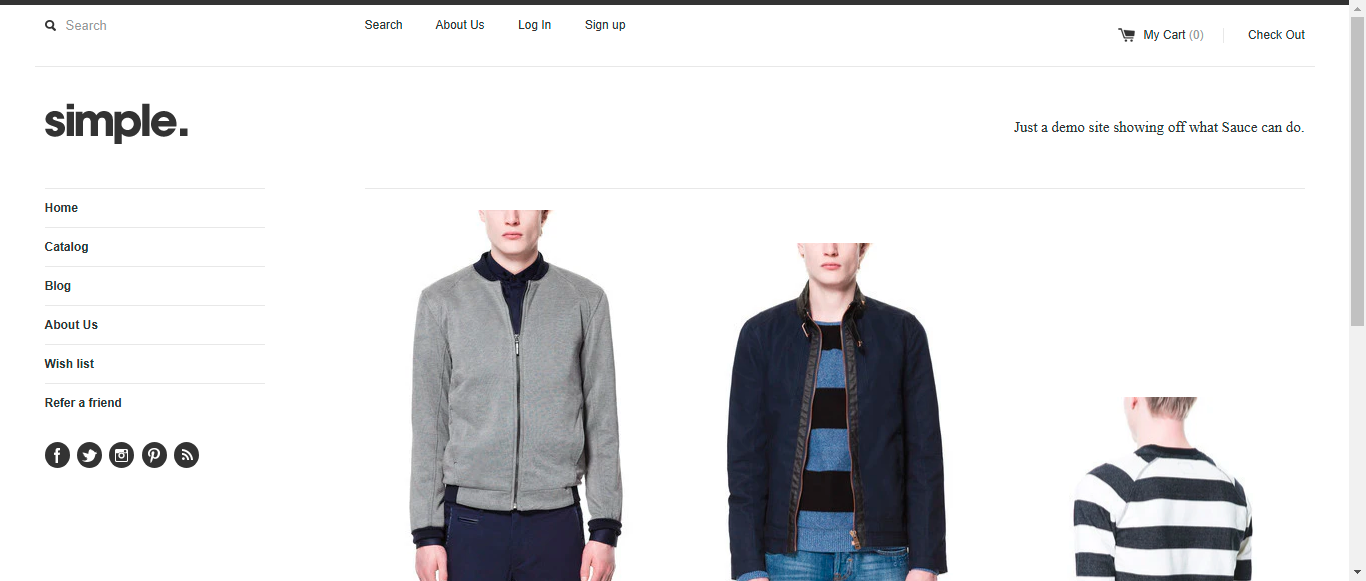 Search
Search About Us Log In Sign up
My Cart (0) Check Out
simple.
Just a demo site showing off what Sauce can do.
Home
Catalog
Blog
About Us
Wish list
Refer a friend